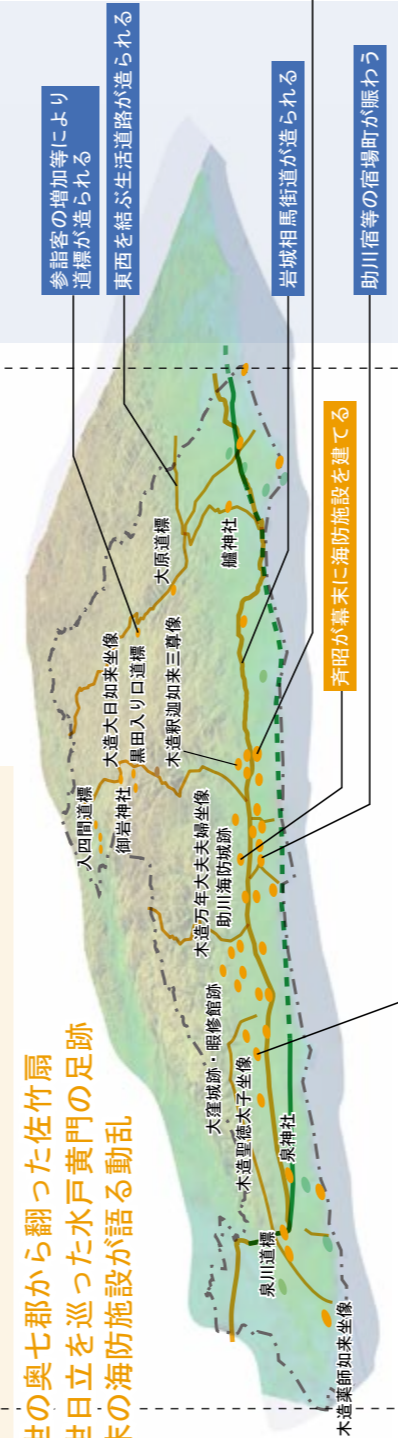 世の奥七郡から翻った佐竹扇
世日立を巡った水戸黄門の足跡
末の海防施設が語る動乱
参詣客の増加等により
道標が造られる
東西を結ぶ生活道路が造られる
岩城相馬街道が造られる
助川宿等の宿場町が賑わう
斉昭が幕末に海防施設を建てる
入四間道標
御岩神社
大造大日如来坐像
黒田入り口道標
大原道標
木造釈迦如来三尊像
艫神社
木造万年大夫夫婦坐像
助川海防城跡
大窪城跡・暇修館跡
木造聖徳太子坐像
泉神社
泉川道標
木造薬師如来坐像